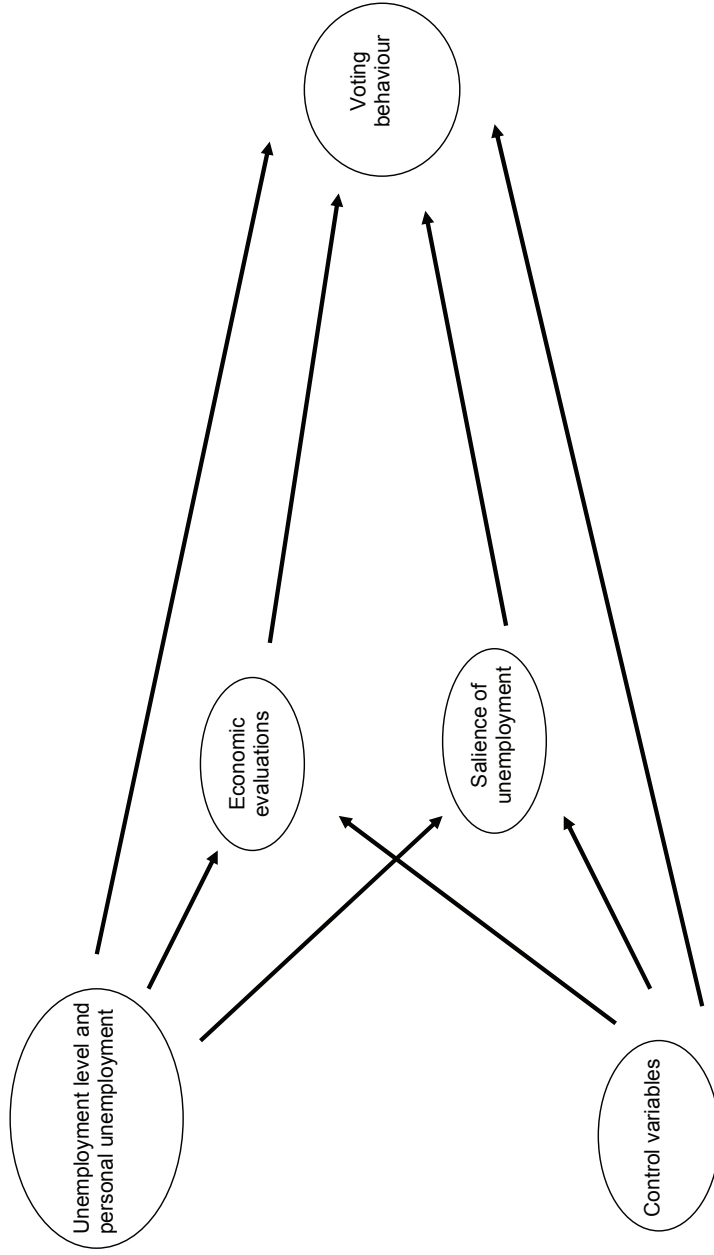 Unemployment level and
personal unemployment
Economic
evaluations
Voting
behaviour
Salience of
unemployment
Control variables